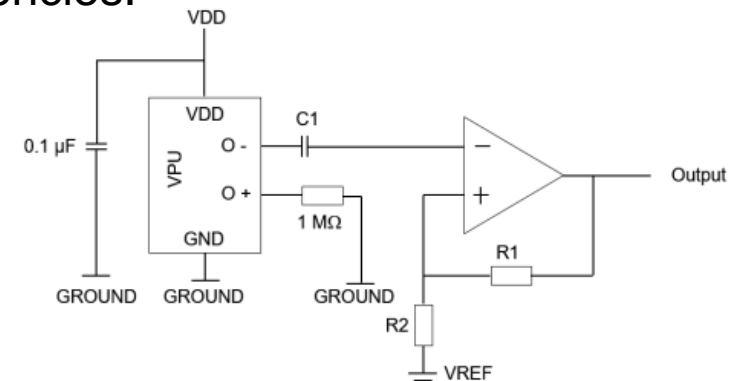 VDD
VDD
C1
0.1 µF
VPU
O -
O +
Output
1 MΩ
GND
R1
GROUND
GROUND
GROUND
R2
VREF